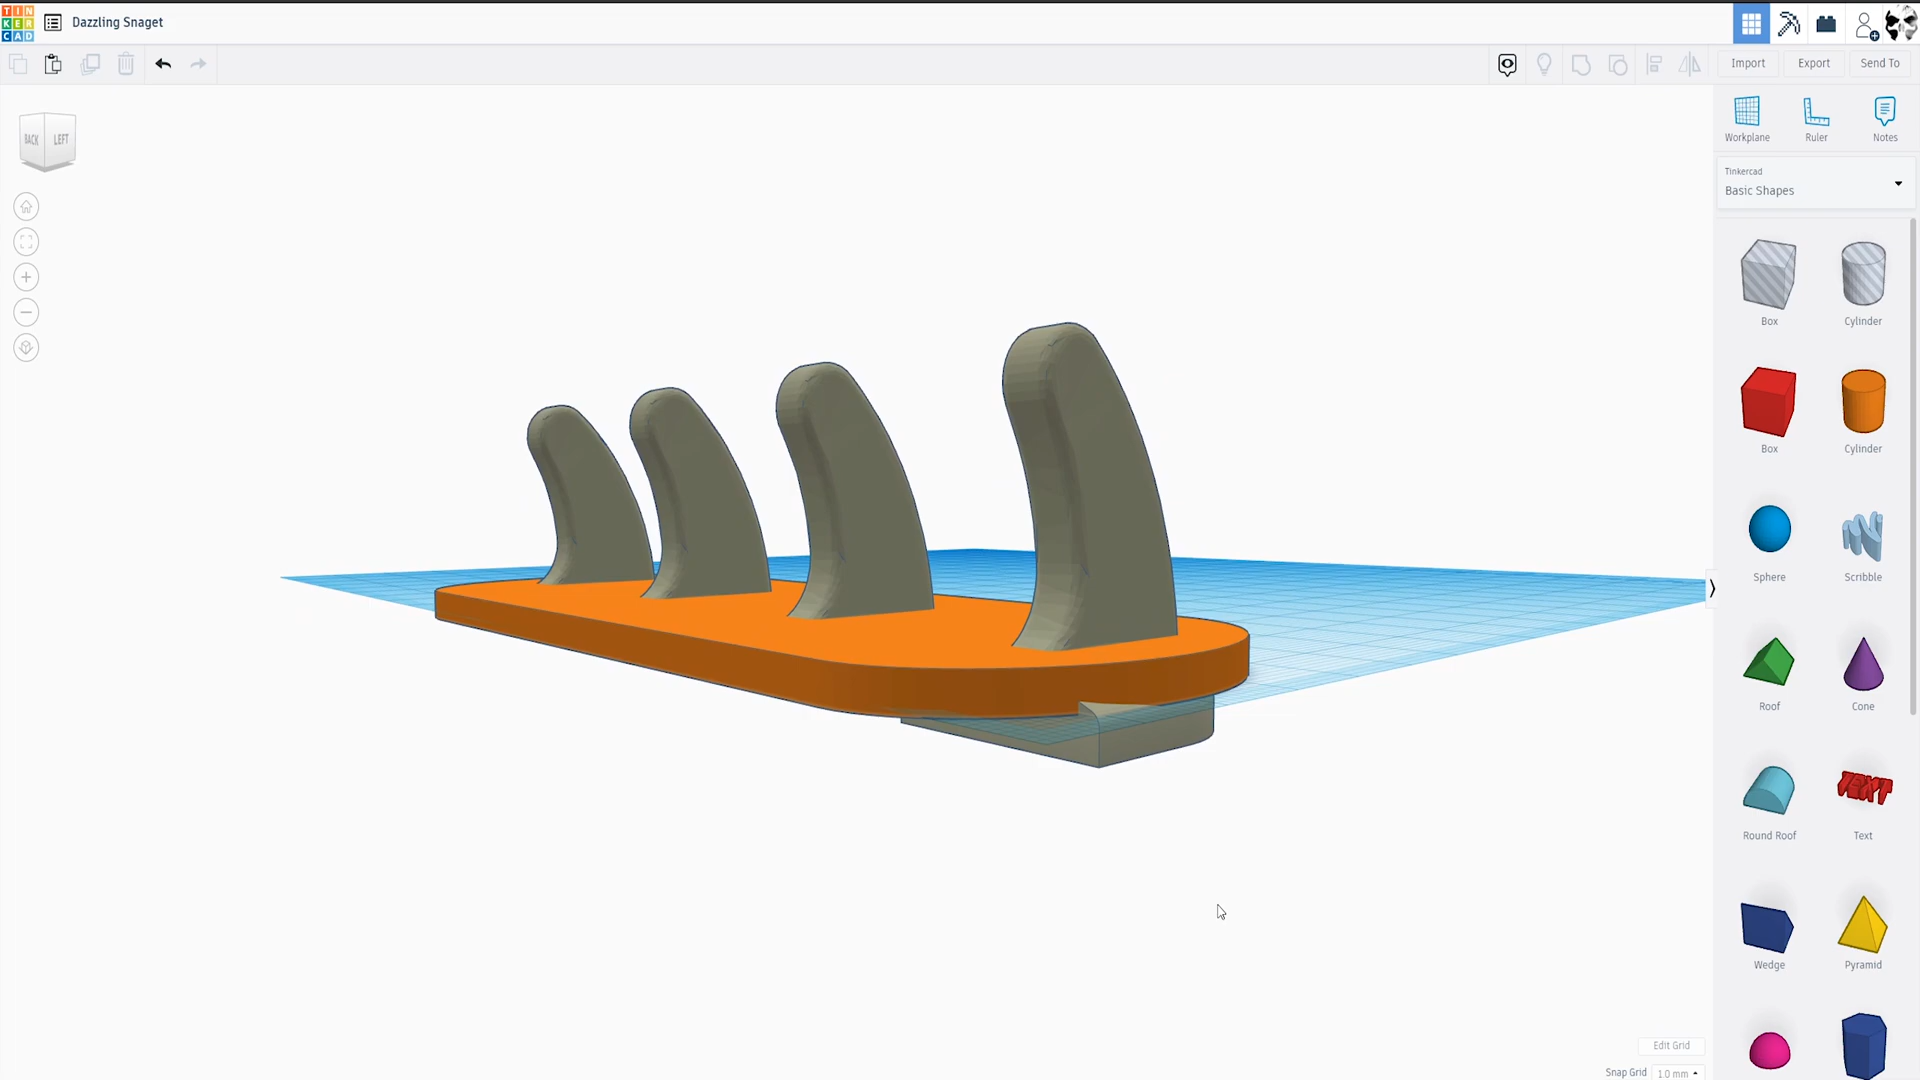 TIN
KER
CAD
Dazzling Snaget
Import
Export
Send To
BACK
LEFT
Workplane
Ruler
Notes
Tinkercad
Basic Shapes
Box
Cylinder
Box
Cylinder
Sphere
Scribble
Roof
Cone
Round Roof
TEXT
Text
Wedge
Pyramid
Edit Grid
Snap Grid
1.0 mm